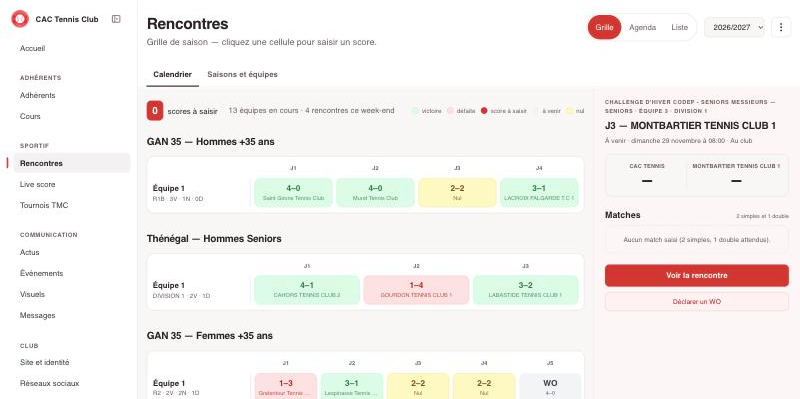 CAC Tennis Club
Accueil
ADHÉRENTS
Adhérents
Cours
SPORTIF
Rencontres
Live score
Tournois TMC
COMMUNICATION
Actus
Événements
Visuels
Messages
CLUB
Site et identité
Réseaux sociaux
Rencontres
Grille de saison — cliquez une cellule pour saisir un score.
Grille Agenda Liste 2026/2027
Calendrier Saisons et équipes
0 scores à saisir 13 équipes en cours · 4 rencontres ce week-end victoire défaite score à saisir à venir nul
GAN 35 — Hommes +35 ans
J1 J2 J3 J4
Équipe 1
R1B · 3V · 1N · 0D
4–0 4–0 2–2 3–1
Saint Girons Tennis Club Muret Tennis Club Nul LACROIX FALGARDE T C 1
Thénégal — Hommes Seniors
J1 J2 J3
Équipe 1
DIVISION 1 · 2V · 1D
4–1 1–4 3–2
CAHORS TENNIS CLUB 2 GOURDON TENNIS CLUB 1 LABASTIDE TENNIS CLUB 1
GAN 35 — Femmes +35 ans
J1 J2 J3 J4 J5
Équipe 1
R2 · 2V · 2N · 1D
1–3 3–1 2–2 2–2 WO
Tennis ... Lespinasse Tennis ... Nul Nul 4–0
CHALLENGE D'HIVER CODEP - SENIORS MESSIEURS —
SENIORS · ÉQUIPE 3 · DIVISION 1
J3 — MONTBARTIER TENNIS CLUB 1
À venir · dimanche 29 novembre à 08:00 · Au club
CAC TENNIS MONTBARTIER TENNIS CLUB 1
— —
Matches 2 simples et 1 double
Aucun match saisi (2 simples, 1 double attendus).
Voir la rencontre
Déclarer un WO